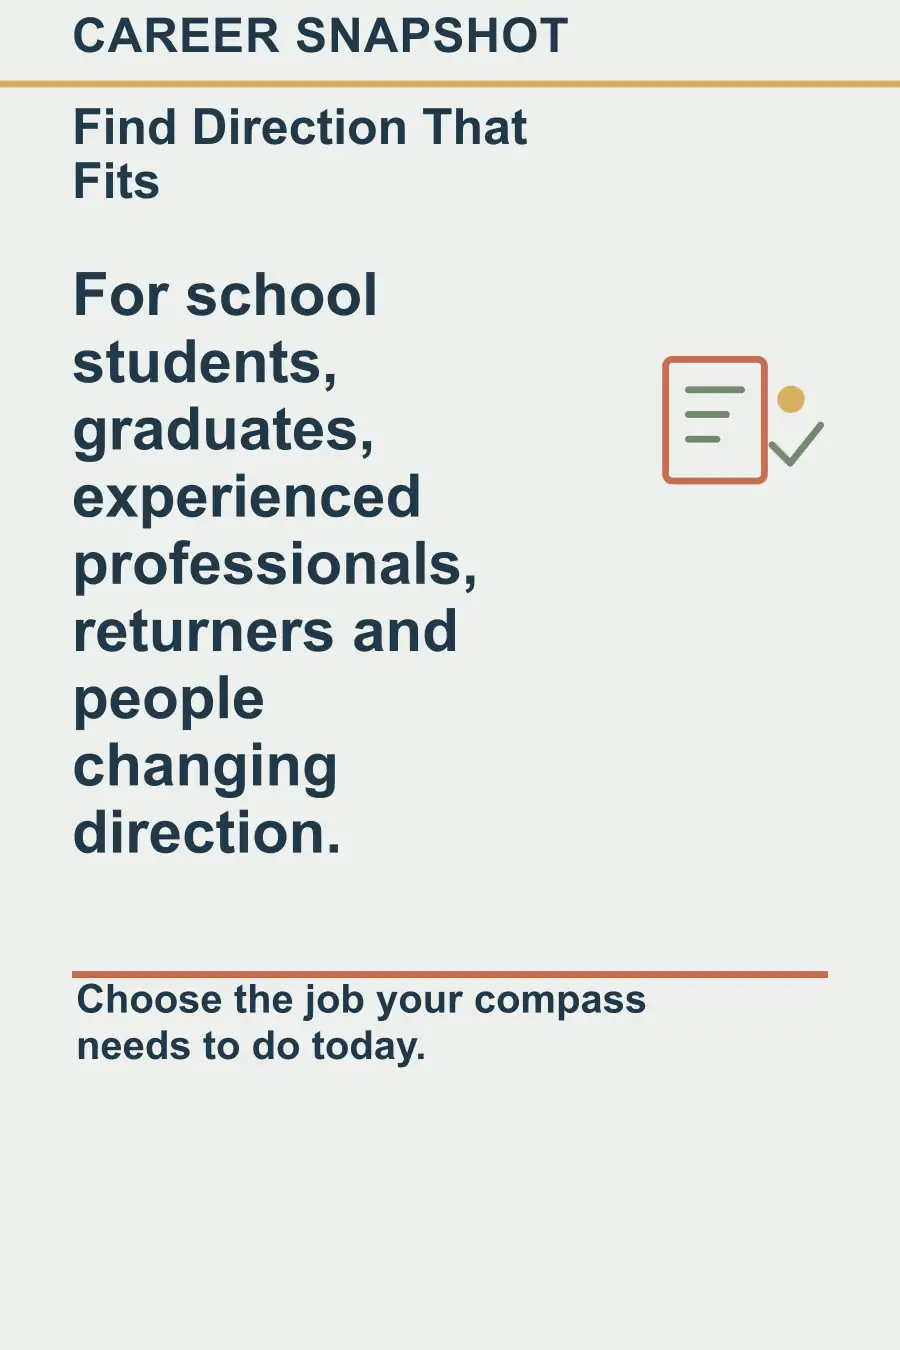 CAREER SNAPSHOT
Find Direction That
Fits
For school
students,
graduates,
experienced
professionals,
returners and
people
changing
direction.
Choose the job your compass
needs to do today.